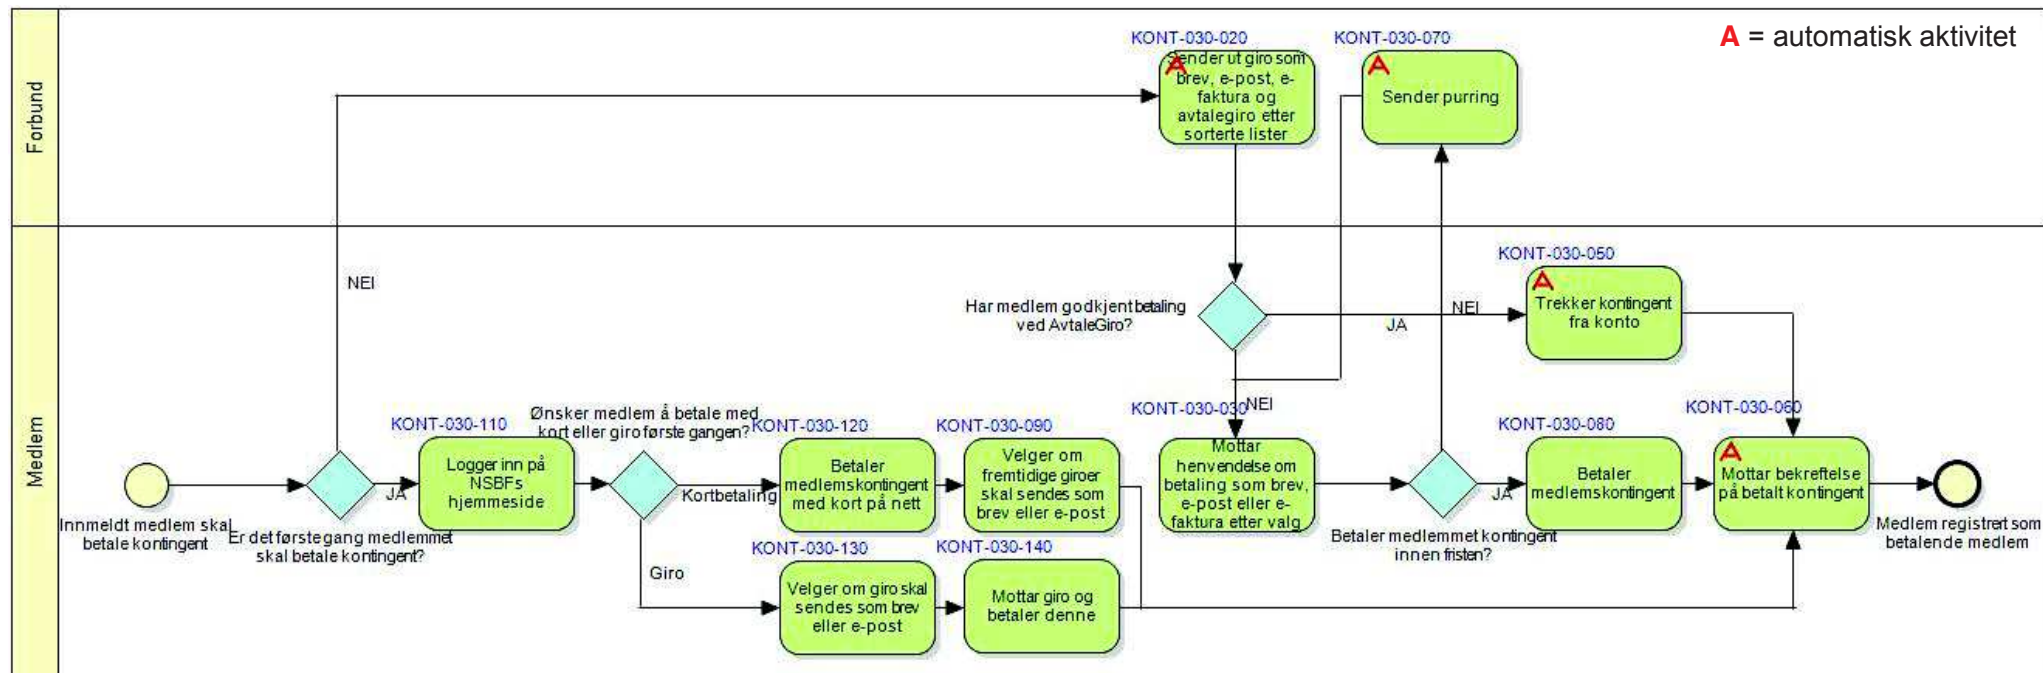 A = automatisk aktivitet
Forbund
KONT-030-020
Sender ut giro som
brev, e-post, e-
faktura og
avtalegiro etter
sorterte lister
A
KONT-030-070
A
Sender purring
Medlem
NEI
Innmeldt medlem skal
betale kontingent
Er det førstegang medlemmet
skal betale kontingent?
JA
KONT-030-110
Logger inn på
NSBFs
hjemmeside
Ønsker medlem å betale med
kort eller giro første gangen?
Kortbetaling
Giro
KONT-030-120
Betaler
medlemskontingent
med kort på nett
KONT-030-090
Velger om
fremtidige giroer
skal sendes som
brev eller e-post
KONT-030-130
Velger om giro skal
sendes som brev
eller e-post
KONT-030-140
Mottar giro og
betaler denne
Har medlem godkjent betaling
ved AvtaleGiro?
JA
NEI
KONT-030-030
Mottar
henvendelse om
betaling som brev,
e-post eller e-
faktura etter valg
Betaler medlemmet kontingent
innen fristen?
NEI
JA
KONT-030-050
A
Trekker kontingent
fra konto
KONT-030-080
Betaler
medlemskontingent
KONT-030-060
A
Mottar bekreftelse
på betalt kontingent
Medlem registrert som
betalende medlem